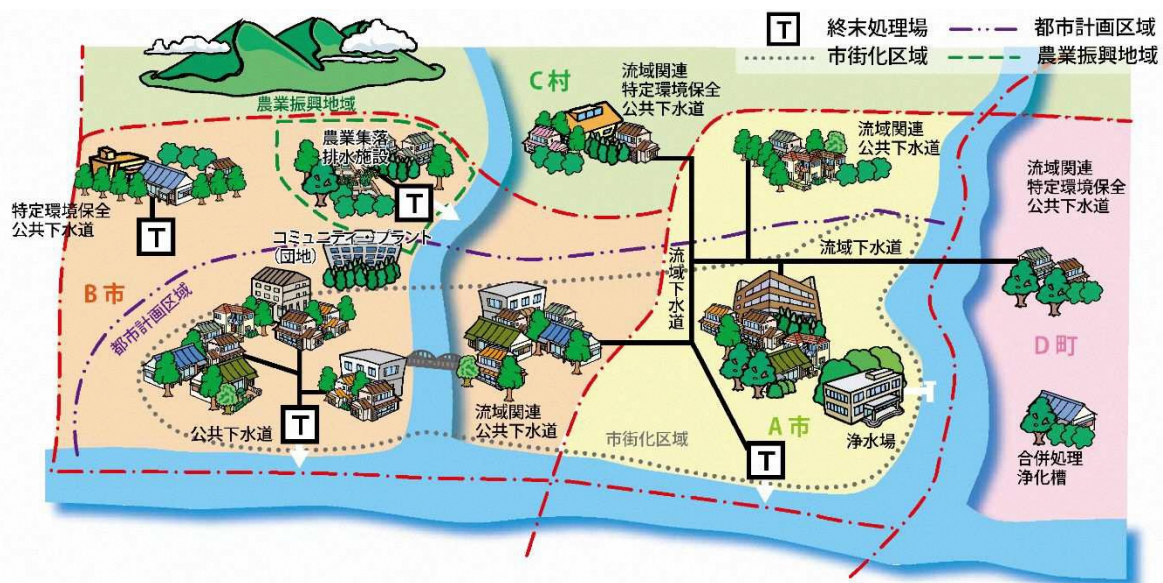 T 終末処理場
都市計画区域
市街化区域
農業振興地域
C村
流域関連
特定環境保全
公共下水道
農業振興地域
農業集落
排水施設
T
流域関連
公共下水道
流域関連
特定環境保全
公共下水道
特定環境保全
公共下水道
T
コミュニティ・プラント
(団地)
流域下水道
流域下水道
B市
都市計画区域
D町
公共下水道
T
流域関連
公共下水道
市街化区域
A市
T
浄水場
合併処理
浄化槽